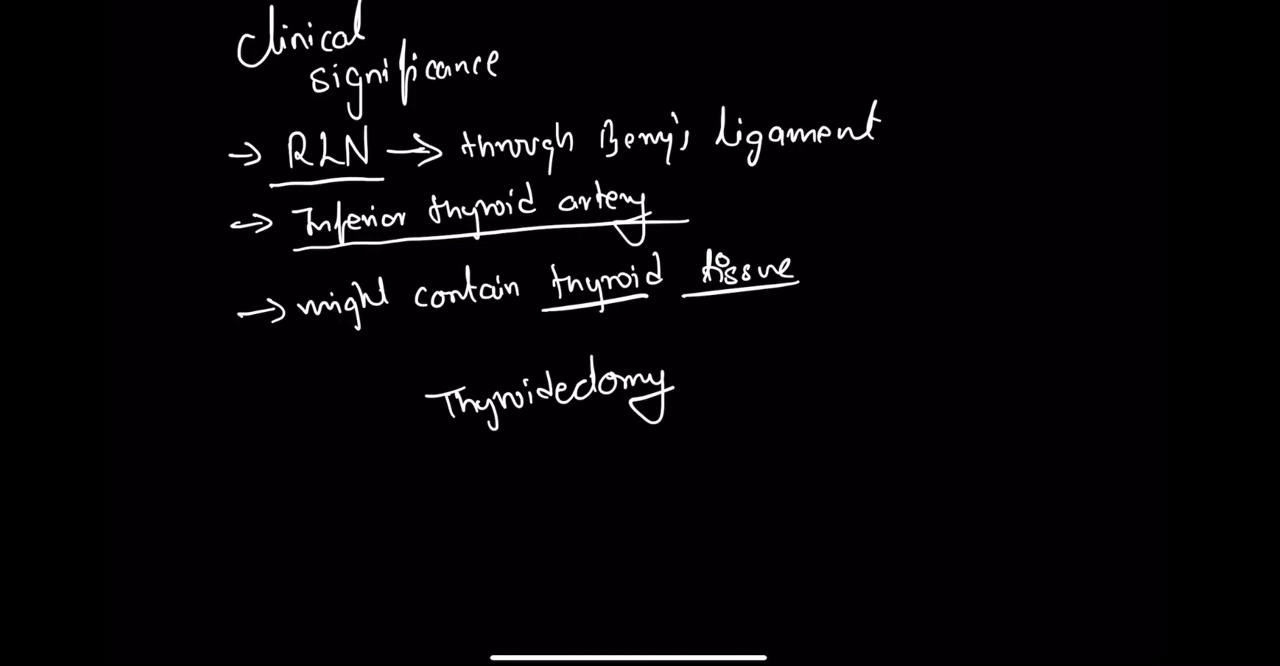 Clinical
significance
→ RLN → through Berry's ligament
→ Inferior thyroid artery
→ might contain thyroid tissue
Thyroidectomy